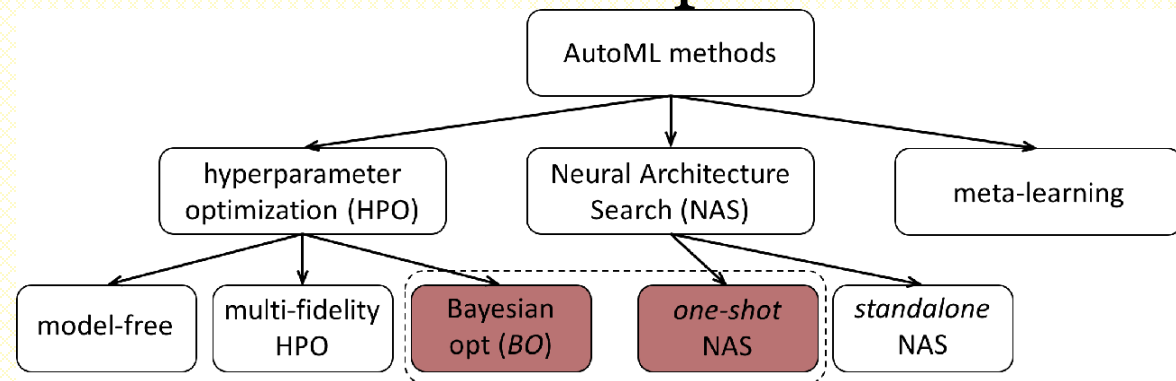 AutoML methods
hyperparameter
optimization (HPO)
Neural Architecture
Search (NAS)
meta-learning
model-free
multi-fidelity
HPO
Bayesian
opt (BO)
one-shot
NAS
standalone
NAS